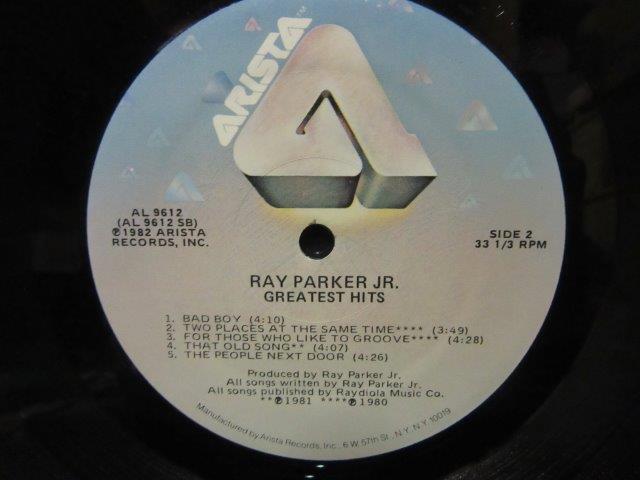 ARISTA™
AL 9612
(AL 9612 SB)
℗1982 ARISTA
RECORDS, INC.
SIDE 2
33 1/3 RPM
RAY PARKER JR.
GREATEST HITS
1. BAD BOY (4:10)
2. TWO PLACES AT THE SAME TIME**** (3:49)
3. FOR THOSE WHO LIKE TO GROOVE**** (4:28)
4. THAT OLD SONG** (4:07)
5. THE PEOPLE NEXT DOOR (4:26)
Produced by Ray Parker Jr.
All songs written by Ray Parker Jr.
All songs published by Raydiola Music Co.
**℗1981 ****℗1980
Manufactured by Arista Records, Inc., 6 W. 57th St., N.Y. N.Y. 10019